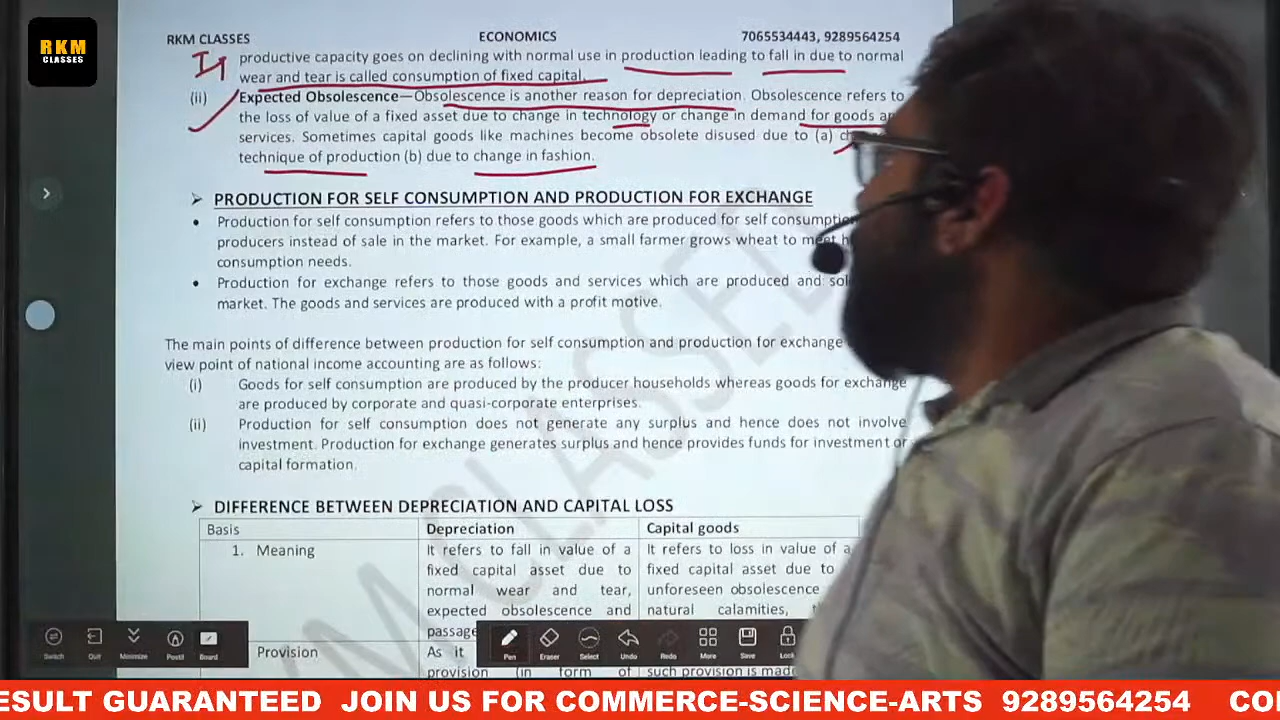 RKM
CLASSES
RKM CLASSES ECONOMICS 7065534443, 9289564254
productive capacity goes on declining with normal use in production leading to fall in due to normal
wear and tear is called consumption of fixed capital.
(ii) Expected Obsolescence—Obsolescence is another reason for depreciation. Obsolescence refers to
the loss of value of a fixed asset due to change in technology or change in demand for goods
services. Sometimes capital goods like machines become obsolete disused due to (a)
technique of production (b) due to change in fashion.
➢ PRODUCTION FOR SELF CONSUMPTION AND PRODUCTION FOR EXCHANGE
• Production for self consumption refers to those goods which are produced for self
producers instead of sale in the market. For example, a small farmer grows wheat to meet
consumption needs.
• Production for exchange refers to those goods and services which are produced and
market. The goods and services are produced with a profit motive.
The main points of difference between production for self consumption and production for exchange
view point of national income accounting are as follows:
(i) Goods for self consumption are produced by the producer households whereas goods for exchange
are produced by corporate and quasi-corporate enterprises.
(ii) Production for self consumption does not generate any surplus and hence does not involve
investment. Production for exchange generates surplus and hence provides funds for investment or
capital formation.
➢ DIFFERENCE BETWEEN DEPRECIATION AND CAPITAL LOSS
Basis Depreciation Capital goods
1. Meaning It refers to fall in value of a It refers to loss in value of a
fixed capital asset due to fixed capital asset due to
normal wear and tear, unforeseen obsolescence
expected obsolescence and natural calamities,
Provision As it
provision (in form of such provision is made
Switch Quit Minimize Postil Board Pen Eraser Select Undo Redo More Save Lock
RESULT GUARANTEED JOIN US FOR COMMERCE-SCIENCE-ARTS 9289564254